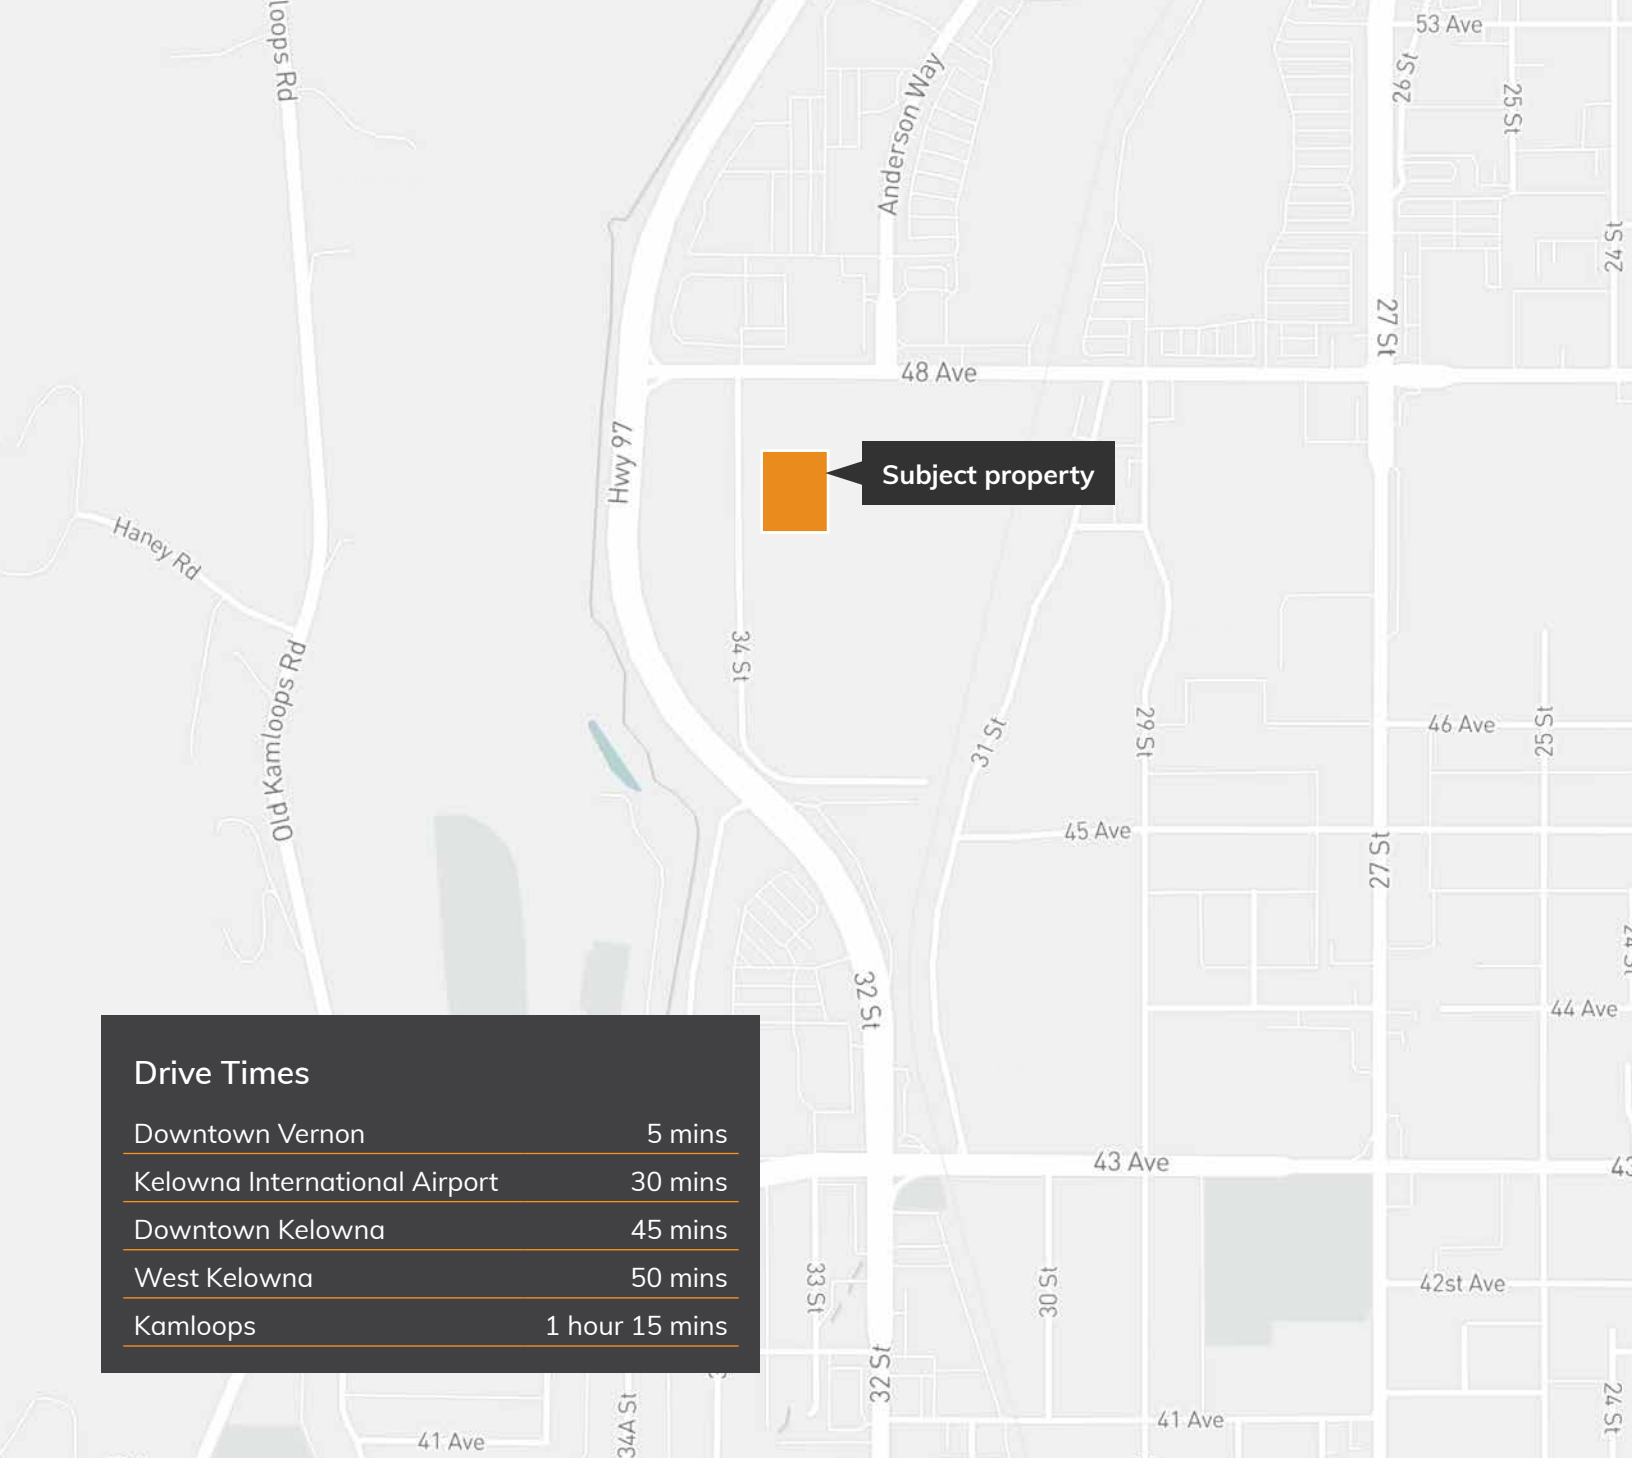 loops Rd
53 Ave
26 St
25 St
Anderson Way
24 St
27 St
48 Ave
Hwy 97
Subject property
Haney Rd
34 St
Old Kamloops Rd
31 St
29 St
46 Ave
25 St
45 Ave
27 St
24 St
32 St
44 Ave
Drive Times
Downtown Vernon 5 mins
Kelowna International Airport 30 mins
Downtown Kelowna 45 mins
West Kelowna 50 mins
Kamloops 1 hour 15 mins
43 Ave
43
33 St
30 St
42st Ave
32 St
34A St
41 Ave
41 Ave
24 St